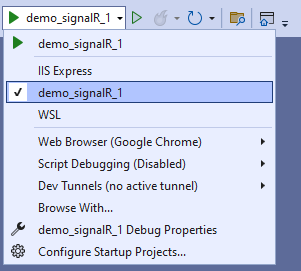 demo_signalR_1
demo_signalR_1
IIS Express
demo_signalR_1
WSL
Web Browser (Google Chrome)
Script Debugging (Disabled)
Dev Tunnels (no active tunnel)
Browse With...
demo_signalR_1 Debug Properties
Configure Startup Projects...